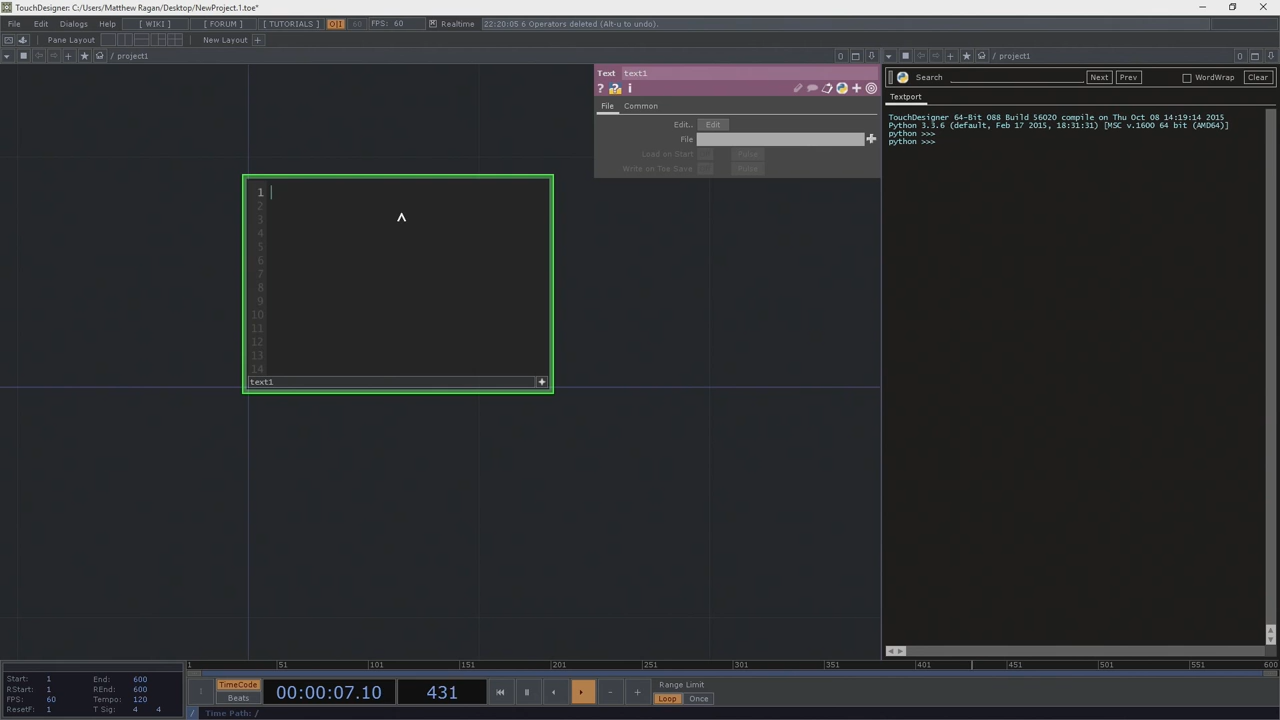 TouchDesigner: C:/Users/Matthew Ragan/Desktop/NewProject.1.toe*
File Edit Dialogs Help [ WIKI ] [ FORUM ] [ TUTORIALS ] O|I 60 FPS: 60 Realtime 22:20:05 6 Operators deleted (Alt-u to undo).
Pane Layout New Layout +
/ project1 0 / project1 0
Text text1
Search Next Prev WordWrap Clear
? ? i
Textport
File Common
TouchDesigner 64-Bit 088 Build 56020 compile on Thu Oct 08 14:19:14 2015
Python 3.3.6 (default, Feb 17 2015, 18:31:31) [MSC v.1600 64 bit (AMD64)]
python >>>
python >>>
Edit.. Edit
File
Load on Start Off Pulse
Write on Toe Save Off Pulse
1
2
3
4
5
6
7
8
9
10
11
12
13
14
text1
1 51 101 151 201 251 301 351 401 451 501 551 600
Start: 1 End: 600
RStart: 1 REnd: 600
FPS: 60 Tempo: 120
ResetF: 1 T Sig: 4 4
TimeCode
Beats
00:00:07.10 431
Range Limit
Loop Once
/ Time Path: /